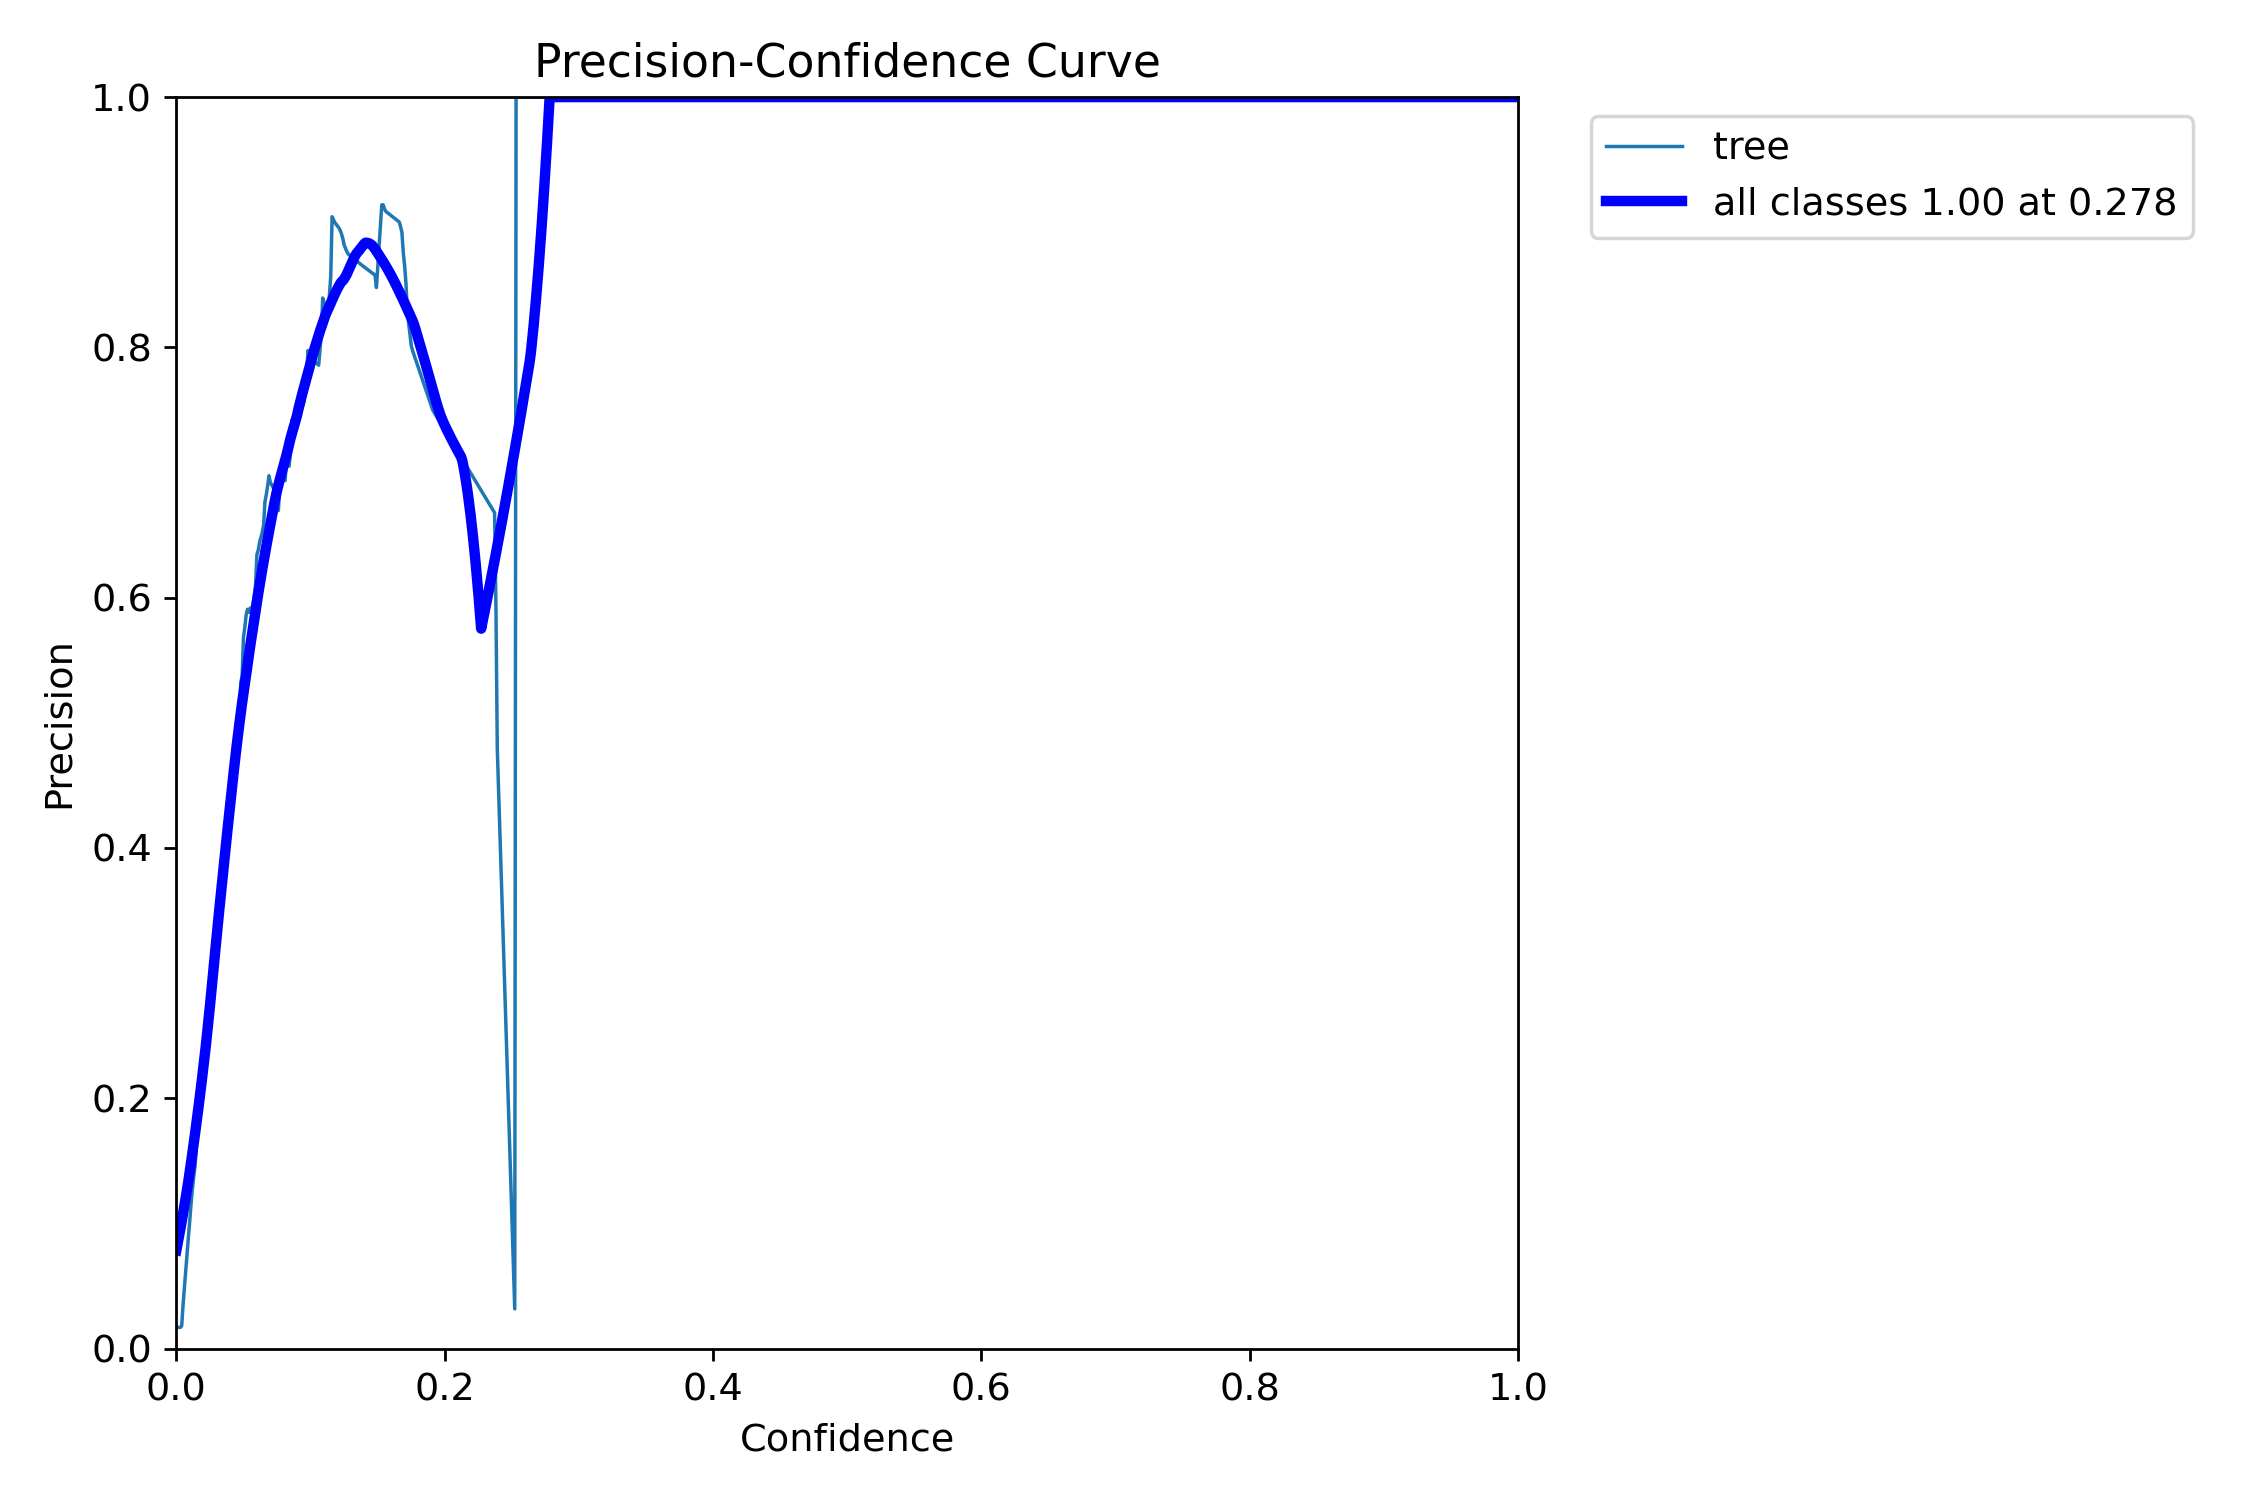 Precision-Confidence Curve
1.0
0.8
0.6
0.4
0.2
0.0
Precision
0.0 0.2 0.4 0.6 0.8 1.0
Confidence
tree
all classes 1.00 at 0.278